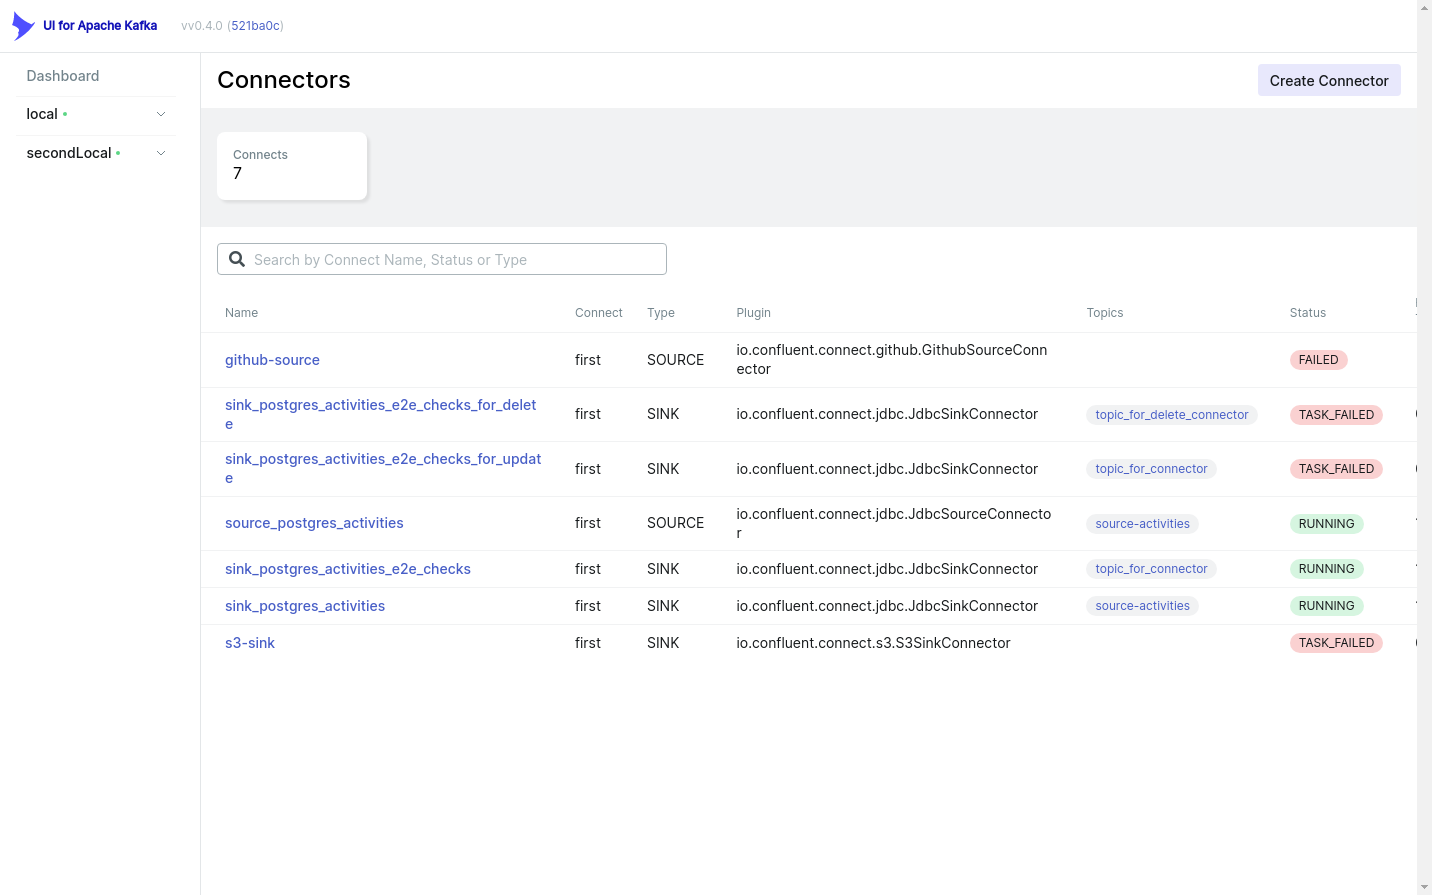 UI for Apache Kafka vv0.4.0 (521ba0c)
Dashboard
local
secondLocal
Connectors
Create Connector
Connects
7
Search by Connect Name, Status or Type
Name Connect Type Plugin Topics Status
github-source first SOURCE io.confluent.connect.github.GithubSourceConn
ector FAILED
sink_postgres_activities_e2e_checks_for_delet
e first SINK io.confluent.connect.jdbc.JdbcSinkConnector topic_for_delete_connector TASK_FAILED
sink_postgres_activities_e2e_checks_for_updat
e first SINK io.confluent.connect.jdbc.JdbcSinkConnector topic_for_connector TASK_FAILED
source_postgres_activities first SOURCE io.confluent.connect.jdbc.JdbcSourceConnecto
r source-activities RUNNING
sink_postgres_activities_e2e_checks first SINK io.confluent.connect.jdbc.JdbcSinkConnector topic_for_connector RUNNING
sink_postgres_activities first SINK io.confluent.connect.jdbc.JdbcSinkConnector source-activities RUNNING
s3-sink first SINK io.confluent.connect.s3.S3SinkConnector TASK_FAILED